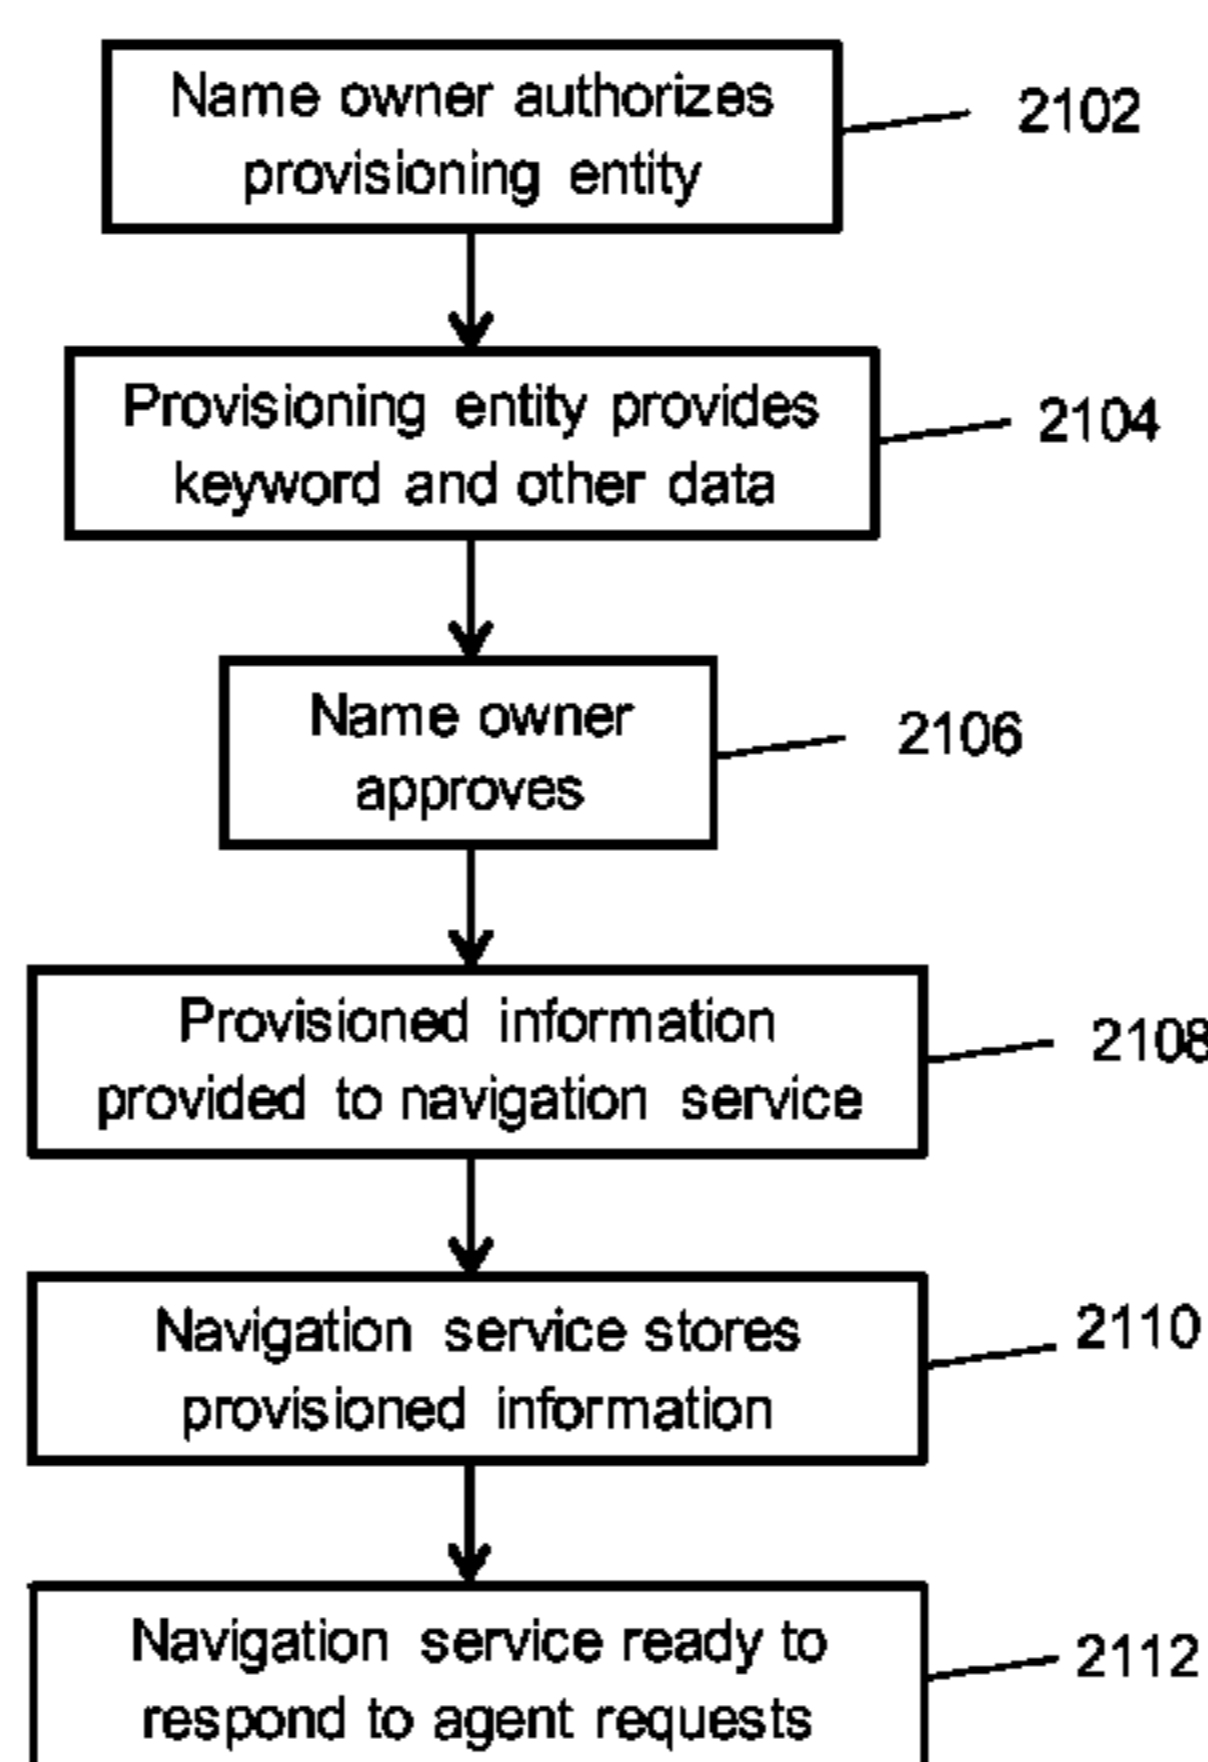 Name owner authorizes
provisioning entity
2102
Provisioning entity provides
keyword and other data
2104
Name owner
approves
2106
Provisioned information
provided to navigation service
2108
Navigation service stores
provisioned information
2110
Navigation service ready to
respond to agent requests
2112